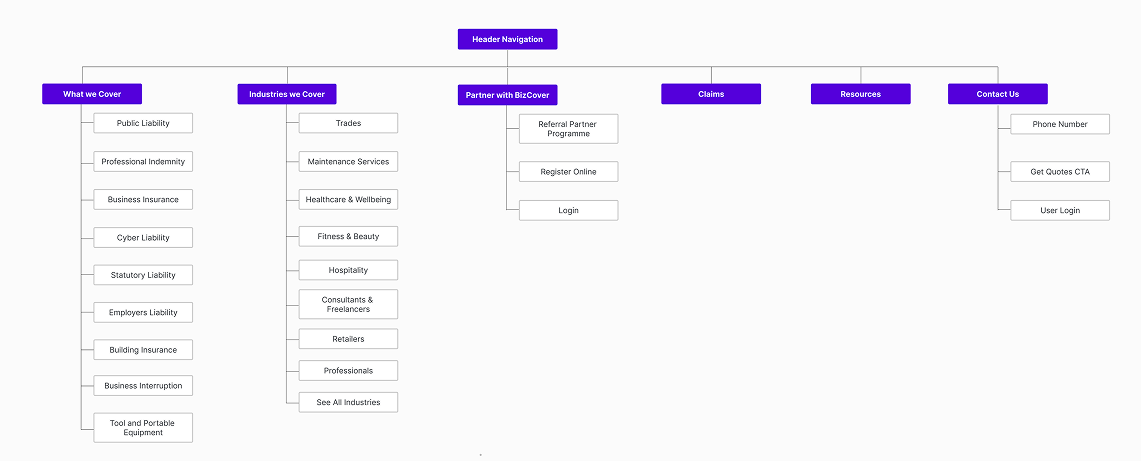 Header Navigation
What we Cover
Public Liability
Professional Indemnity
Business Insurance
Cyber Liability
Statutory Liability
Employers Liability
Building Insurance
Business Interruption
Tool and Portable
Equipment
Industries we Cover
Trades
Maintenance Services
Healthcare & Wellbeing
Fitness & Beauty
Hospitality
Consultants &
Freelancers
Retailers
Professionals
See All Industries
Partner with BizCover
Referral Partner
Programme
Register Online
Login
Claims
Resources
Contact Us
Phone Number
Get Quotes CTA
User Login